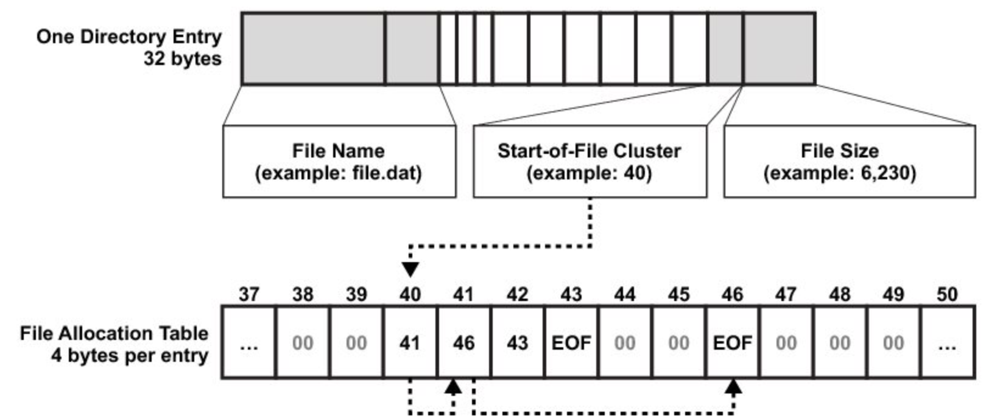 One Directory Entry
32 bytes
File Name
(example: file.dat)
Start-of-File Cluster
(example: 40)
File Size
(example: 6,230)
37 38 39 40 41 42 43 44 45 46 47 48 49 50
File Allocation Table
4 bytes per entry
... 00 00 41 46 43 EOF 00 00 EOF 00 00 00 ...